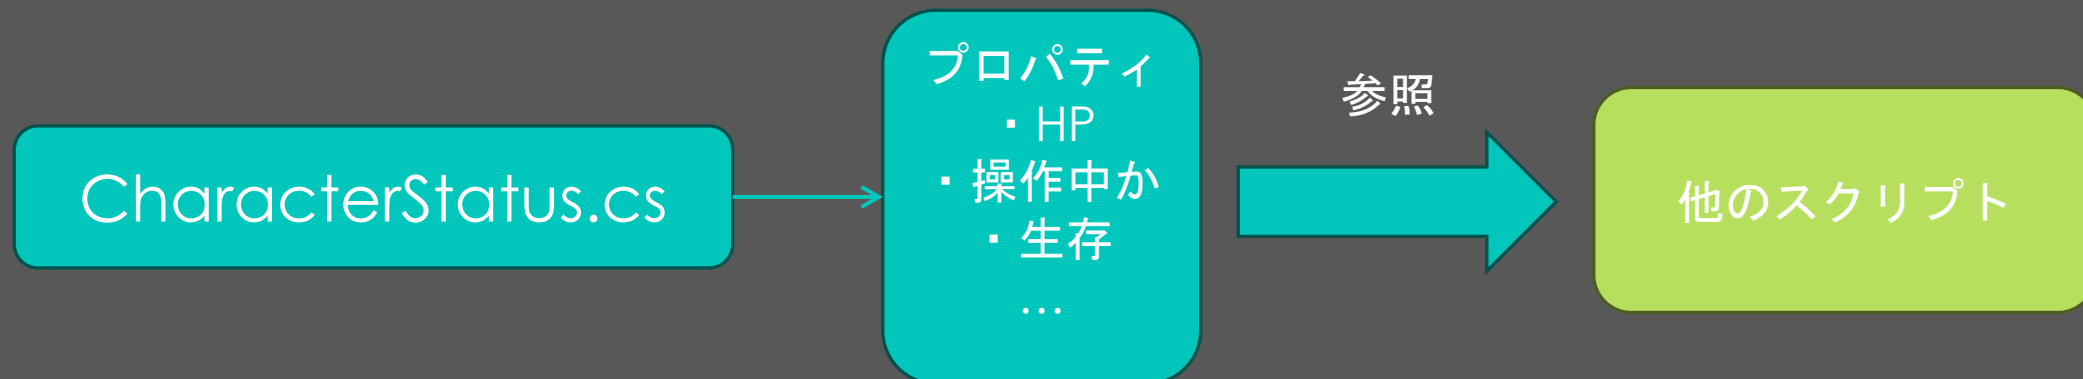 CharacterStatus.cs
プロパティ
・HP
・操作中か
・生存
…
参照
他のスクリプト